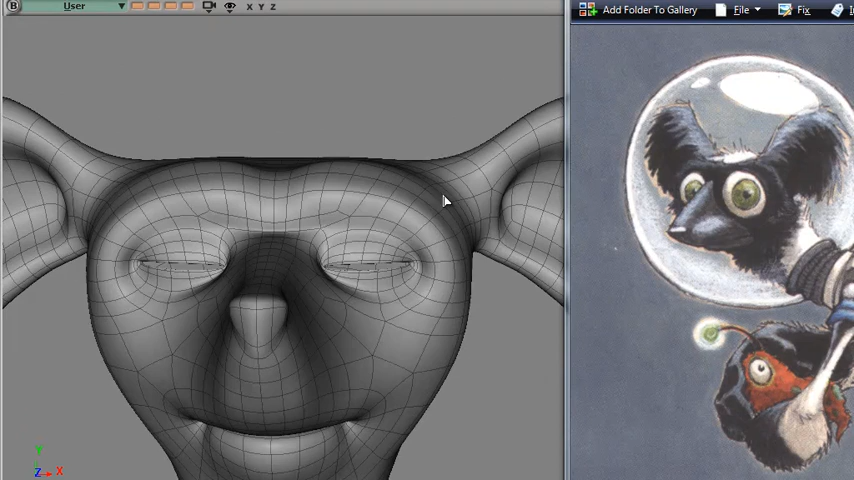 B User X Y Z
Add Folder To Gallery File Fix
Y
Z X